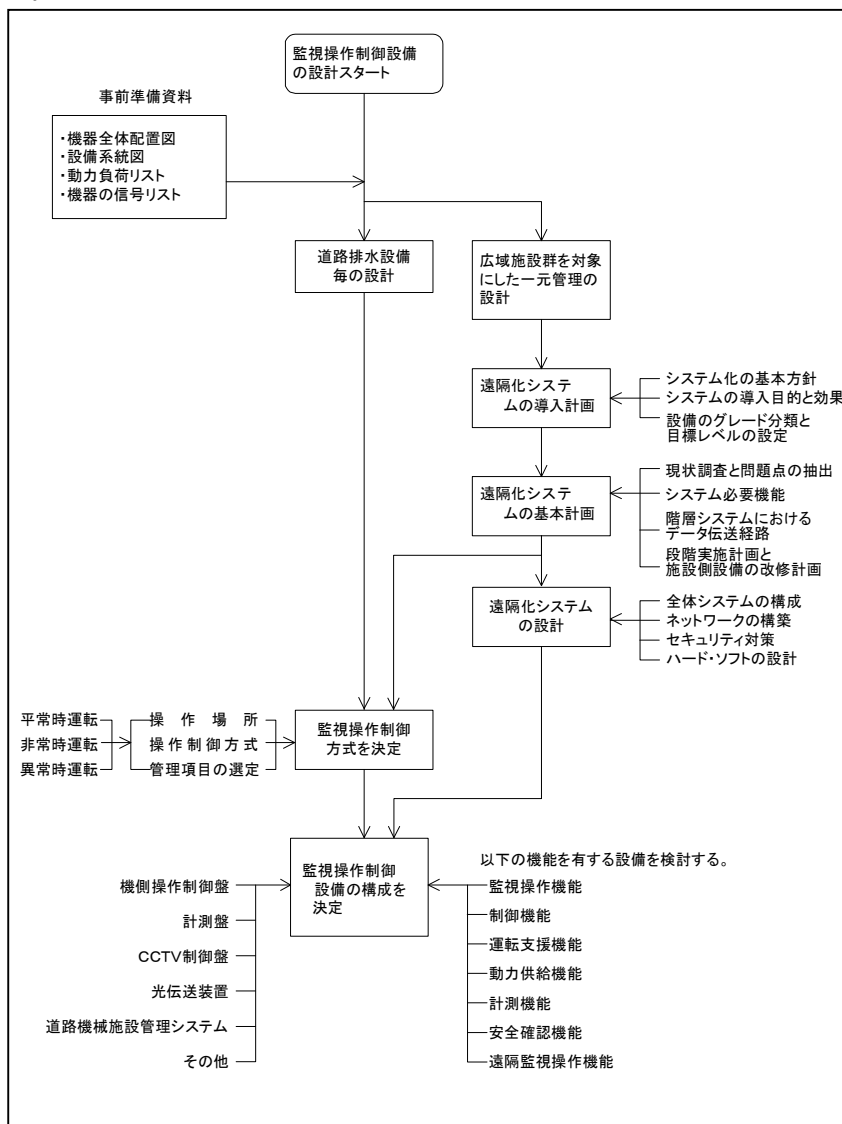 監視操作制御設備
の設計スタート
事前準備資料
・機器全体配置図
・設備系統図
・動力負荷リスト
・機器の信号リスト
道路排水設備
毎の設計
広域施設群を対象
にした一元管理の
設計
遠隔化システ
ムの導入計画
システム化の基本方針
システムの導入目的と効果
設備のグレード分類と
目標レベルの設定
遠隔化システ
ムの基本計画
現状調査と問題点の抽出
システム必要機能
階層システムにおける
データ伝送経路
段階実施計画と
施設側設備の改修計画
遠隔化システム
の設計
全体システムの構成
ネットワークの構築
セキュリティ対策
ハード・ソフトの設計
平常時運転
非常時運転
異常時運転
操作場所
操作制御方式
管理項目の選定
監視操作制御
方式を決定
監視操作制御
設備の構成を
決定
機側操作制御盤
計測盤
CCTV制御盤
光伝送装置
道路機械施設管理システム
その他
以下の機能を有する設備を検討する。
監視操作機能
制御機能
運転支援機能
動力供給機能
計測機能
安全確認機能
遠隔監視操作機能